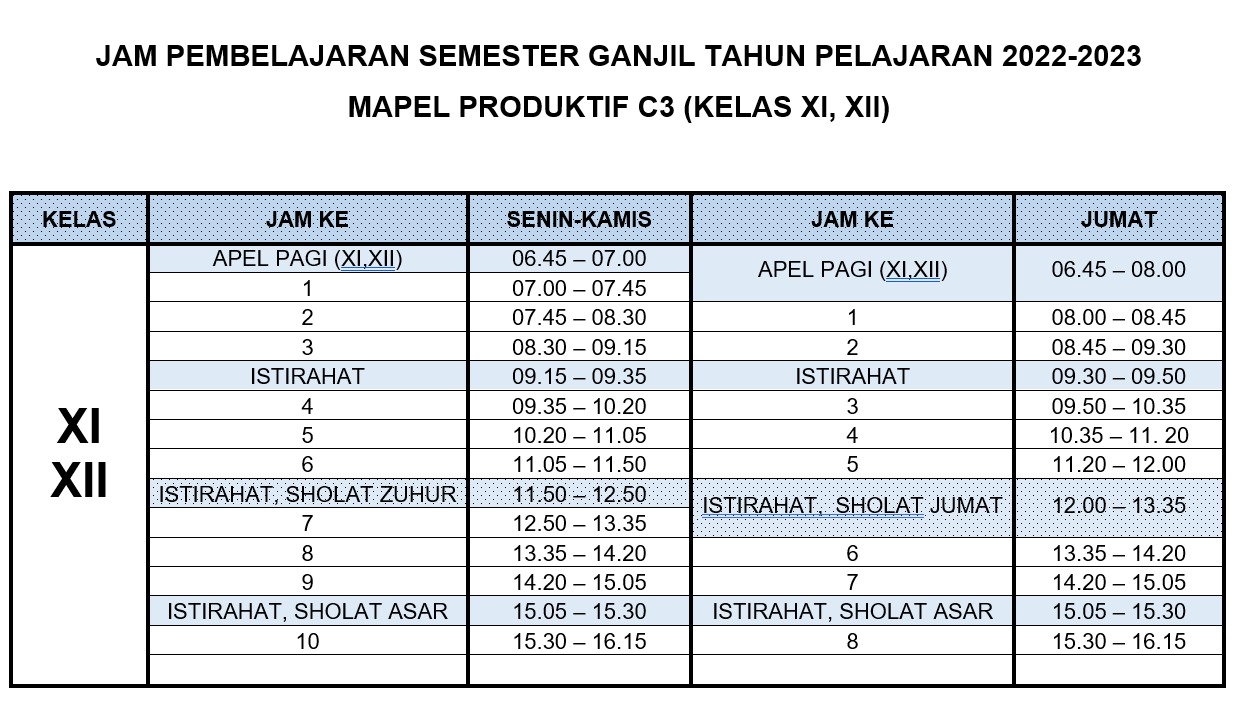 JAM PEMBELAJARAN SEMESTER GANJIL TAHUN PELAJARAN 2022-2023
MAPEL PRODUKTIF C3 (KELAS XI, XII)
KELAS JAM KE SENIN-KAMIS JAM KE JUMAT
APEL PAGI (XI,XII) 06.45 – 07.00 APEL PAGI (XI,XII) 06.45 – 08.00
1 07.00 – 07.45
2 07.45 – 08.30 1 08.00 – 08.45
3 08.30 – 09.15 2 08.45 – 09.30
ISTIRAHAT 09.15 – 09.35 ISTIRAHAT 09.30 – 09.50
XI
XII
4 09.35 – 10.20 3 09.50 – 10.35
5 10.20 – 11.05 4 10.35 – 11. 20
6 11.05 – 11.50 5 11.20 – 12.00
ISTIRAHAT, SHOLAT ZUHUR 11.50 – 12.50 ISTIRAHAT, SHOLAT JUMAT 12.00 – 13.35
7 12.50 – 13.35
8 13.35 – 14.20 6 13.35 – 14.20
9 14.20 – 15.05 7 14.20 – 15.05
ISTIRAHAT, SHOLAT ASAR 15.05 – 15.30 ISTIRAHAT, SHOLAT ASAR 15.05 – 15.30
10 15.30 – 16.15 8 15.30 – 16.15